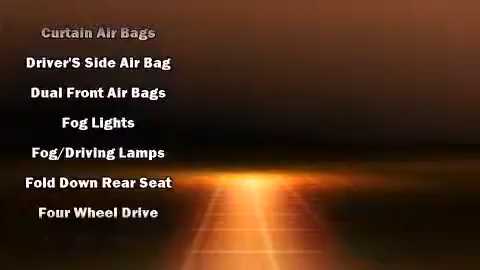 Curtain Air Bags
Driver'S Side Air Bag
Dual Front Air Bags
Fog Lights
Fog/Driving Lamps
Fold Down Rear Seat
Four Wheel Drive